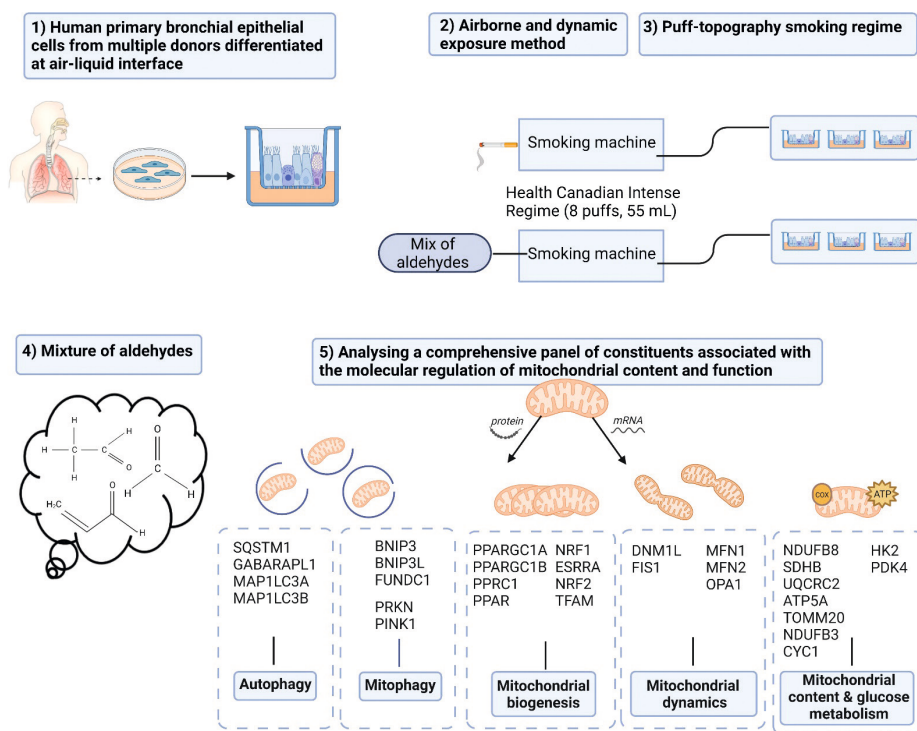 1) Human primary bronchial epithelial
cells from multiple donors differentiated
at air-liquid interface
2) Airborne and dynamic
exposure method
3) Puff-topography smoking regime
Smoking machine
Health Canadian Intense
Regime (8 puffs, 55 mL)
Mix of
aldehydes
Smoking machine
4) Mixture of aldehydes
H
H
H
C
C
H
O
O
C
H
H
H₂C
O
H
5) Analysing a comprehensive panel of constituents associated with
the molecular regulation of mitochondrial content and function
protein
mRNA
COX
ATP
SQSTM1
GABARAPL1
MAP1LC3A
MAP1LC3B
Autophagy
BNIP3
BNIP3L
FUNDC1
PRKN
PINK1
Mitophagy
PPARGC1A
PPARGC1B
PPRC1
PPAR
NRF1
ESRRA
NRF2
TFAM
Mitochondrial
biogenesis
DNM1L
FIS1
MFN1
MFN2
OPA1
Mitochondrial
dynamics
NDUFB8
SDHB
UQCRC2
ATP5A
TOMM20
NDUFB3
CYC1
HK2
PDK4
Mitochondrial
content & glucose
metabolism